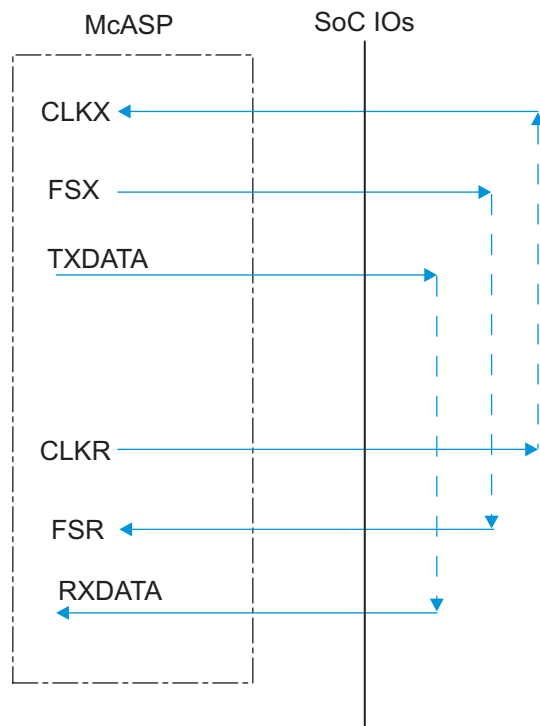 McASP
SoC IOs
CLKX
FSX
TXDATA
CLKR
FSR
RXDATA